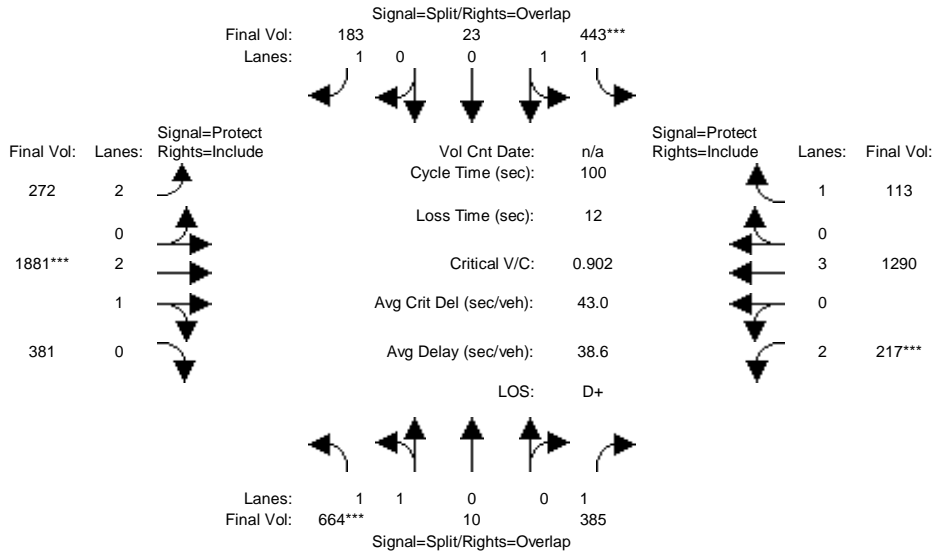 Signal=Split/Rights=Overlap
Final Vol: 183 23 443***
Lanes: 1 0 0 1 1
Signal=Protect
Final Vol: Lanes: Rights=Include
Vol Cnt Date: n/a
Signal=Protect
Rights=Include Lanes: Final Vol:
Cycle Time (sec): 100
272 2
1 113
Loss Time (sec): 12
0
0
1881*** 2
Critical V/C: 0.902
3 1290
1
Avg Crit Del (sec/veh): 43.0
0
381 0
Avg Delay (sec/veh): 38.6
2 217***
LOS: D+
Lanes: 1 1 0 0 1
Final Vol: 664*** 10 385
Signal=Split/Rights=Overlap